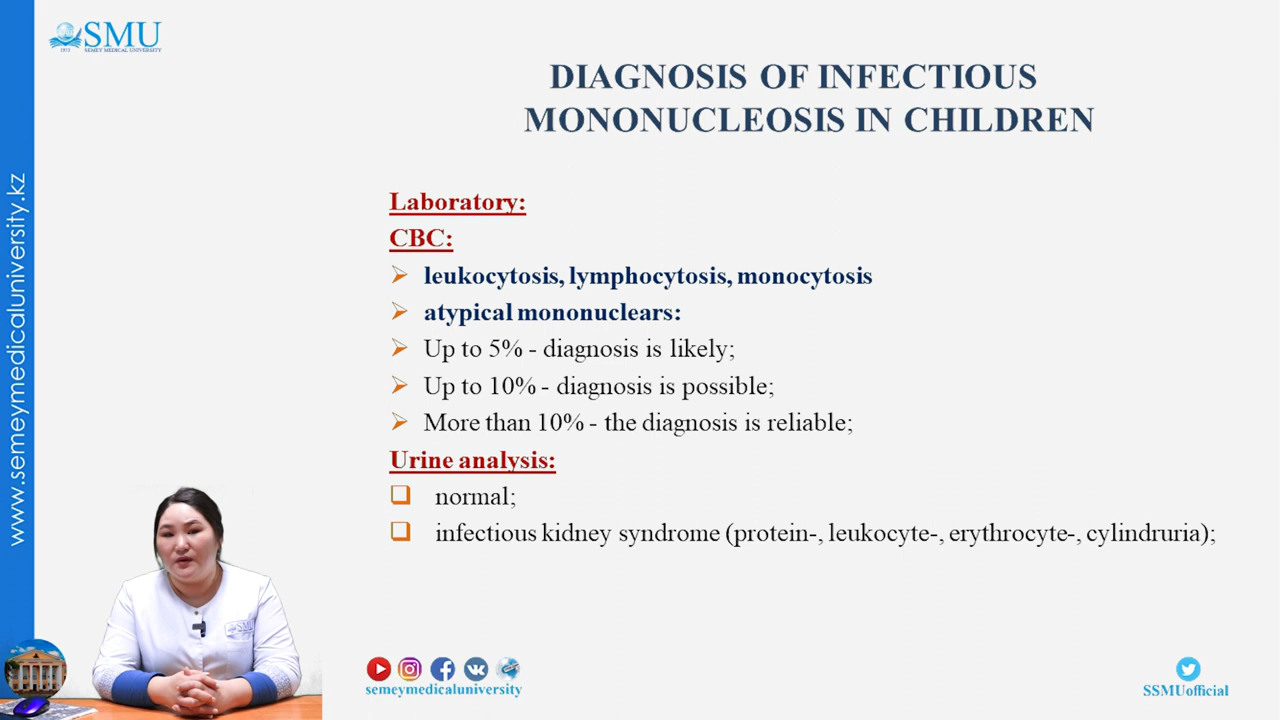 SMU
SEMEY MEDICAL UNIVERSITY
www.semeymedicaluniversity.kz
DIAGNOSIS OF INFECTIOUS
MONONUCLEOSIS IN CHILDREN
Laboratory:
CBC:
leukocytosis, lymphocytosis, monocytosis
atypical mononuclears:
Up to 5% - diagnosis is likely;
Up to 10% - diagnosis is possible;
More than 10% - the diagnosis is reliable;
Urine analysis:
normal;
infectious kidney syndrome (protein-, leukocyte-, erythrocyte-, cylindruria);
SMU
semeymedicaluniversity
SSMUofficial